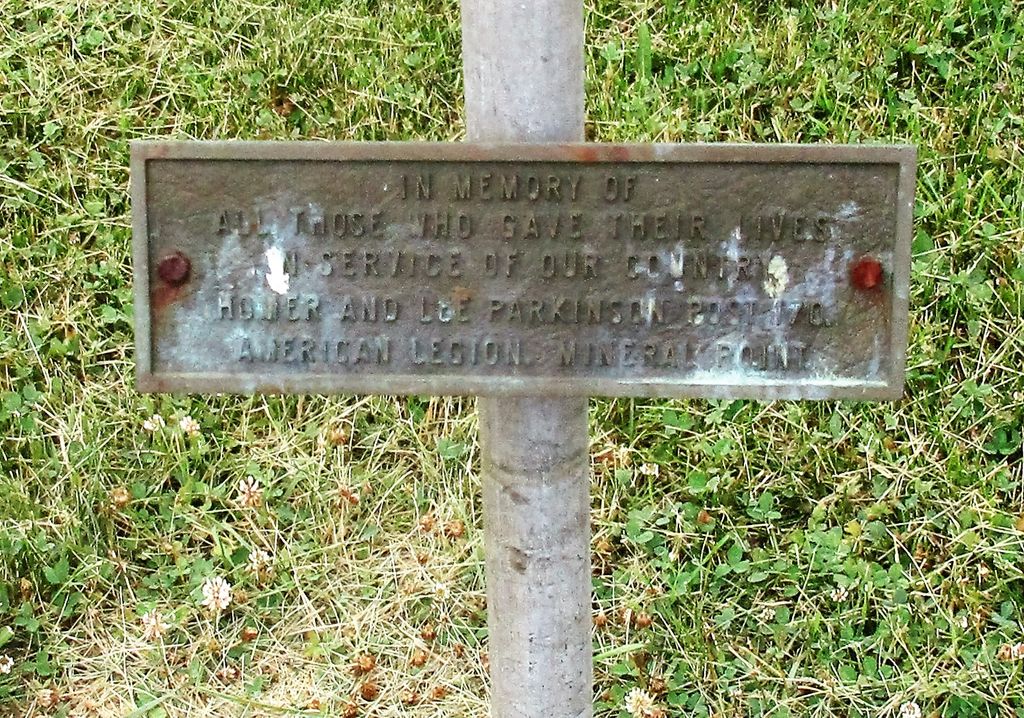 IN MEMORY OF
ALL THOSE WHO GAVE THEIR LIVES
IN SERVICE OF OUR COUNTRY
HOMER AND LEE PARKINSON POST 170.
AMERICAN LEGION. MINERAL POINT